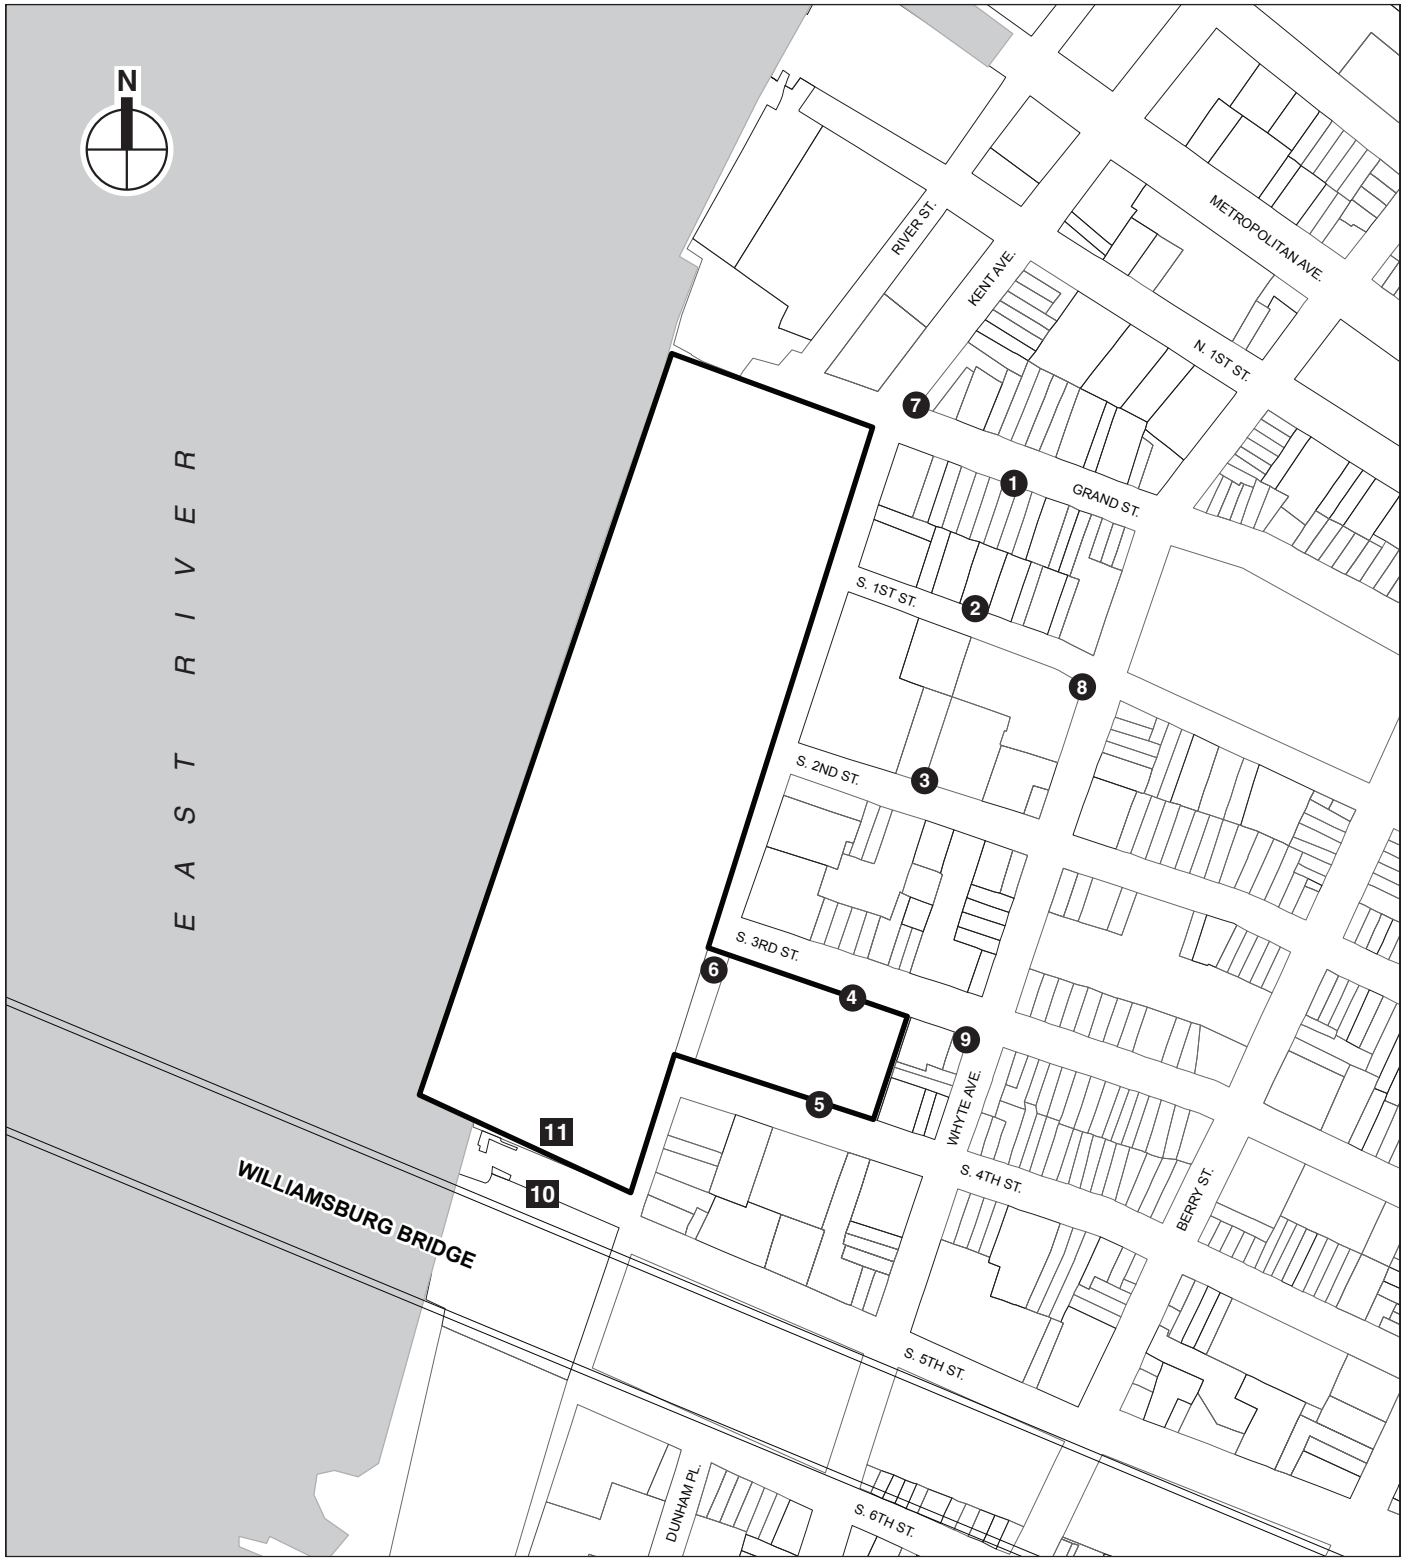 N
METROPOLITAN AVE.
RIVER ST.
KENT AVE.
N. 1ST ST.
7
1
GRAND ST.
EAST RIVER
S. 1ST ST.
2
8
S. 2ND ST.
3
S. 3RD ST.
6
4
9
5
WHYTE AVE.
11
10
WILLIAMSBURG BRIDGE
S. 4TH ST.
BERRY ST.
S. 5TH ST.
DUNHAM PL.
S. 6TH ST.